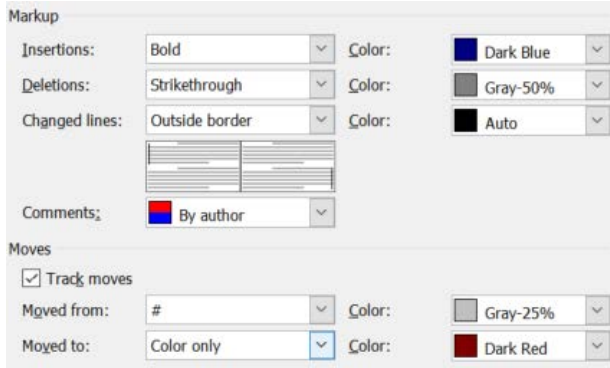 Markup
Insertions: Bold Color: Dark Blue
Deletions: Strikethrough Color: Gray-50%
Changed lines: Outside border Color: Auto
Comments: By author
Moves
Track moves
Moved from: # Color: Gray-25%
Moved to: Color only Color: Dark Red